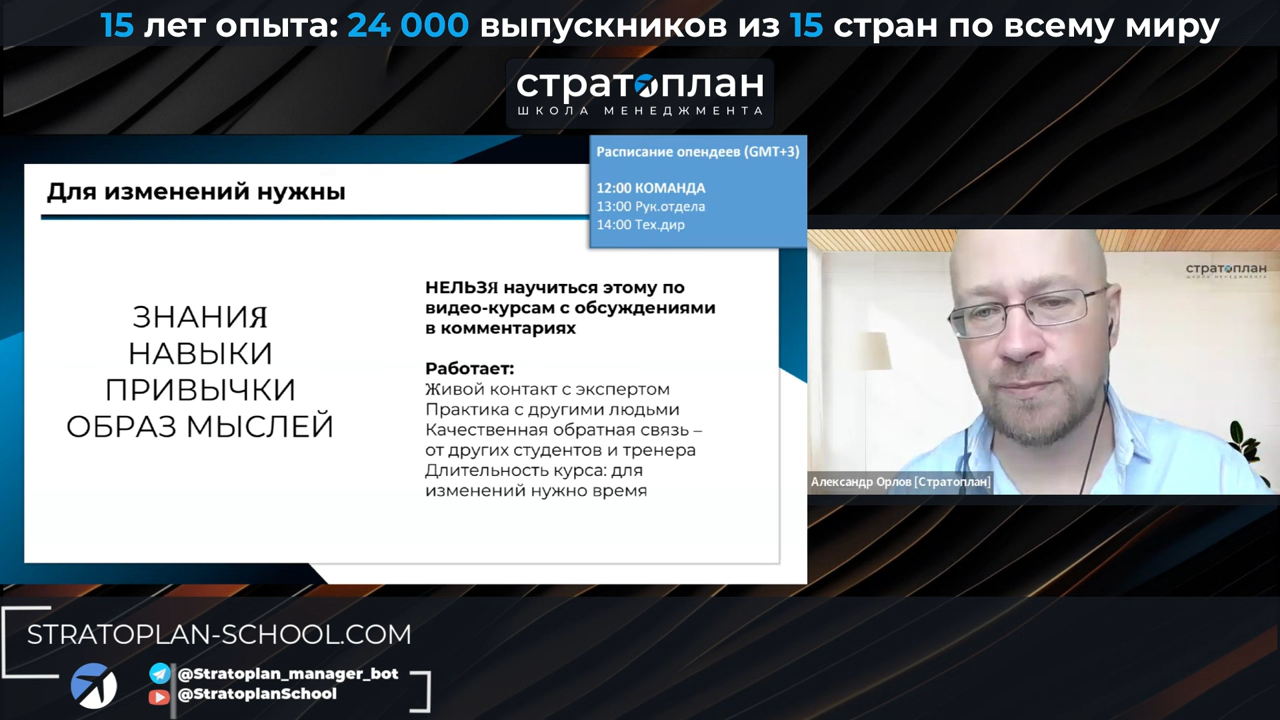 15 лет опыта: 24 000 выпускников из 15 стран по всему миру
стратоплан
ШКОЛА МЕНЕДЖМЕНТА
Расписание опендеев (GMT+3)
12:00 КОМАНДА
13:00 Рук.отдела
14:00 Тех.дир
Для изменений нужны
ЗНАНИЯ
НАВЫКИ
ПРИВЫЧКИ
ОБРАЗ МЫСЛЕЙ
НЕЛЬЗЯ научиться этому по
видео-курсам с обсуждениями
в комментариях
Работает:
Живой контакт с экспертом
Практика с другими людьми
Качественная обратная связь –
от других студентов и тренера
Длительность курса: для
изменений нужно время
стратоплан
ШКОЛА МЕНЕДЖМЕНТА
Александр Орлов [Стратоплан]
STRATOPLAN-SCHOOL.COM
@Stratoplan_manager_bot
@StratoplanSchool